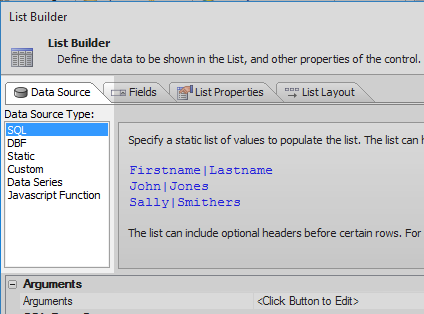 List Builder
List Builder
Define the data to be shown in the List, and other properties of the control.
Data Source
Fields
List Properties
List Layout
Data Source Type:
SQL
DBF
Static
Custom
Data Series
Javascript Function
Specify a static list of values to populate the list. The list can
Firstname|Lastname
John|Jones
Sally|Smithers
The list can include optional headers before certain rows. For
Arguments
Arguments <Click Button to Edit>